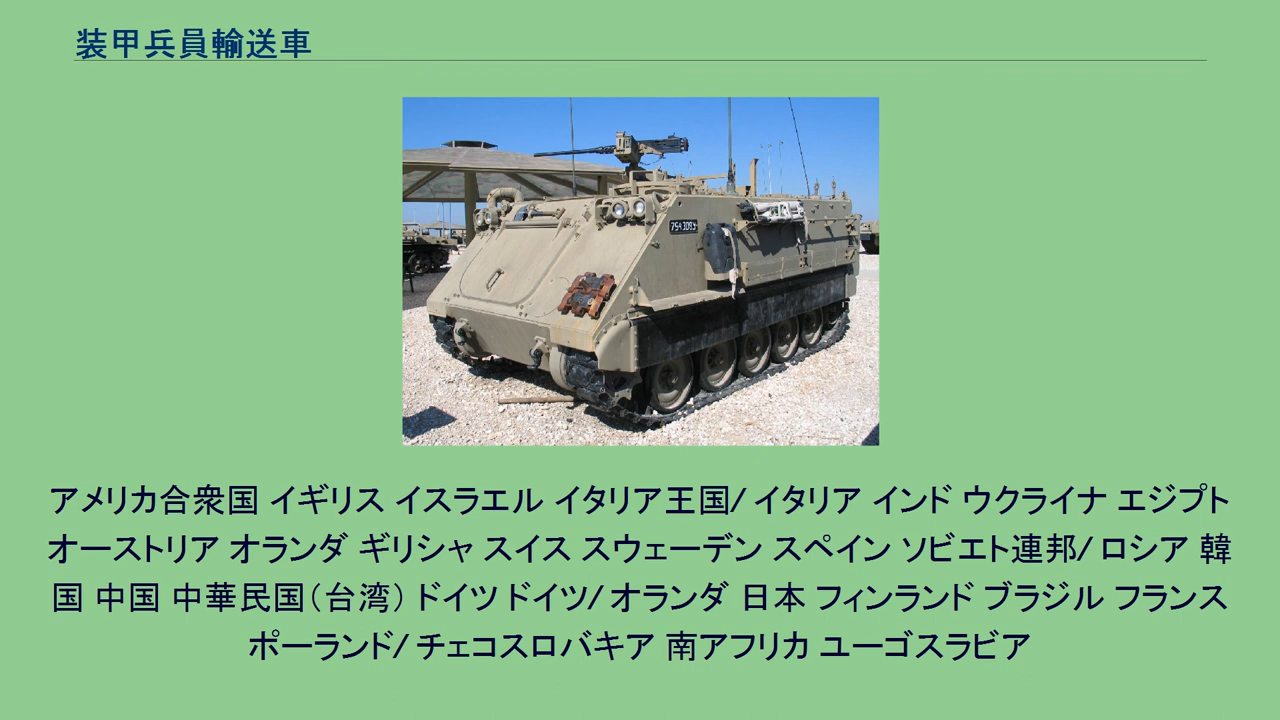 装甲兵員輸送車
アメリカ合衆国 イギリス イスラエル イタリア王国/ イタリア インド ウクライナ エジプト
オーストリア オランダ ギリシャ スイス スウェーデン スペイン ソビエト連邦/ ロシア 韓
国 中国 中華民国（台湾） ドイツ ドイツ/ オランダ 日本 フィンランド ブラジル フランス
ポーランド/ チェコスロバキア 南アフリカ ユーゴスラビア